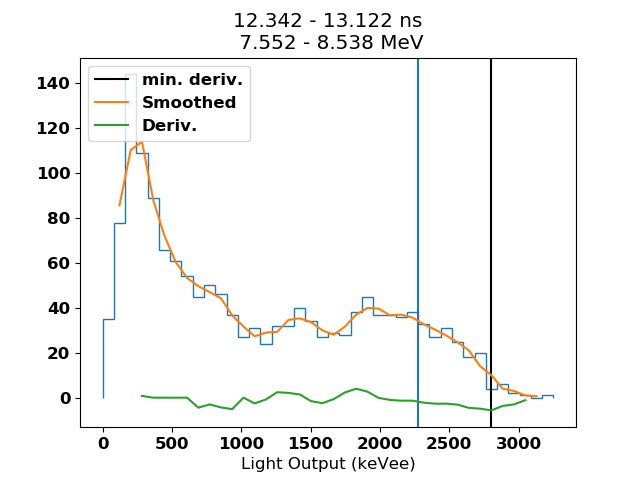 12.342 - 13.122 ns
7.552 - 8.538 MeV
min. deriv.
Smoothed
Deriv.
140
120
100
80
60
40
20
0
0 500 1000 1500 2000 2500 3000
Light Output (keVee)